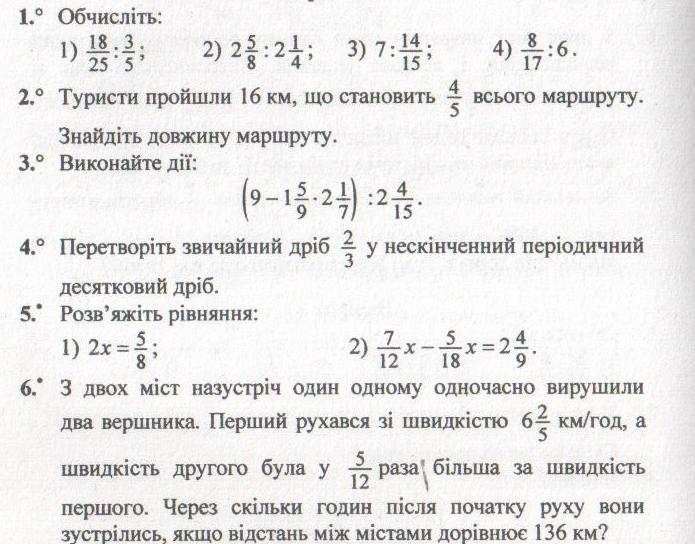 1.° Обчисліть:
1) 18/25 : 3/5; 2) 2 5/8 : 2 1/4; 3) 7 : 14/15; 4) 8/17 : 6.
2.° Туристи пройшли 16 км, що становить 4/5 всього маршруту.
Знайдіть довжину маршруту.
3.° Виконайте дії:
(9 – 1 5/9 : 2 1/7) : 2 4/15.
4.° Перетворіть звичайний дріб 2/3 у нескінченний періодичний
десятковий дріб.
5.• Розв’яжіть рівняння:
1) 2x = 5/8; 2) 7/12 x – 5/18 x = 2 4/9.
6.• З двох міст назустріч один одному одночасно вирушили
два вершника. Перший рухався зі швидкістю 6 2/5 км/год, а
швидкість другого була у 5/12 раза більша за швидкість
першого. Через скільки годин після початку руху вони
зустрілись, якщо відстань між містами дорівнює 136 км?